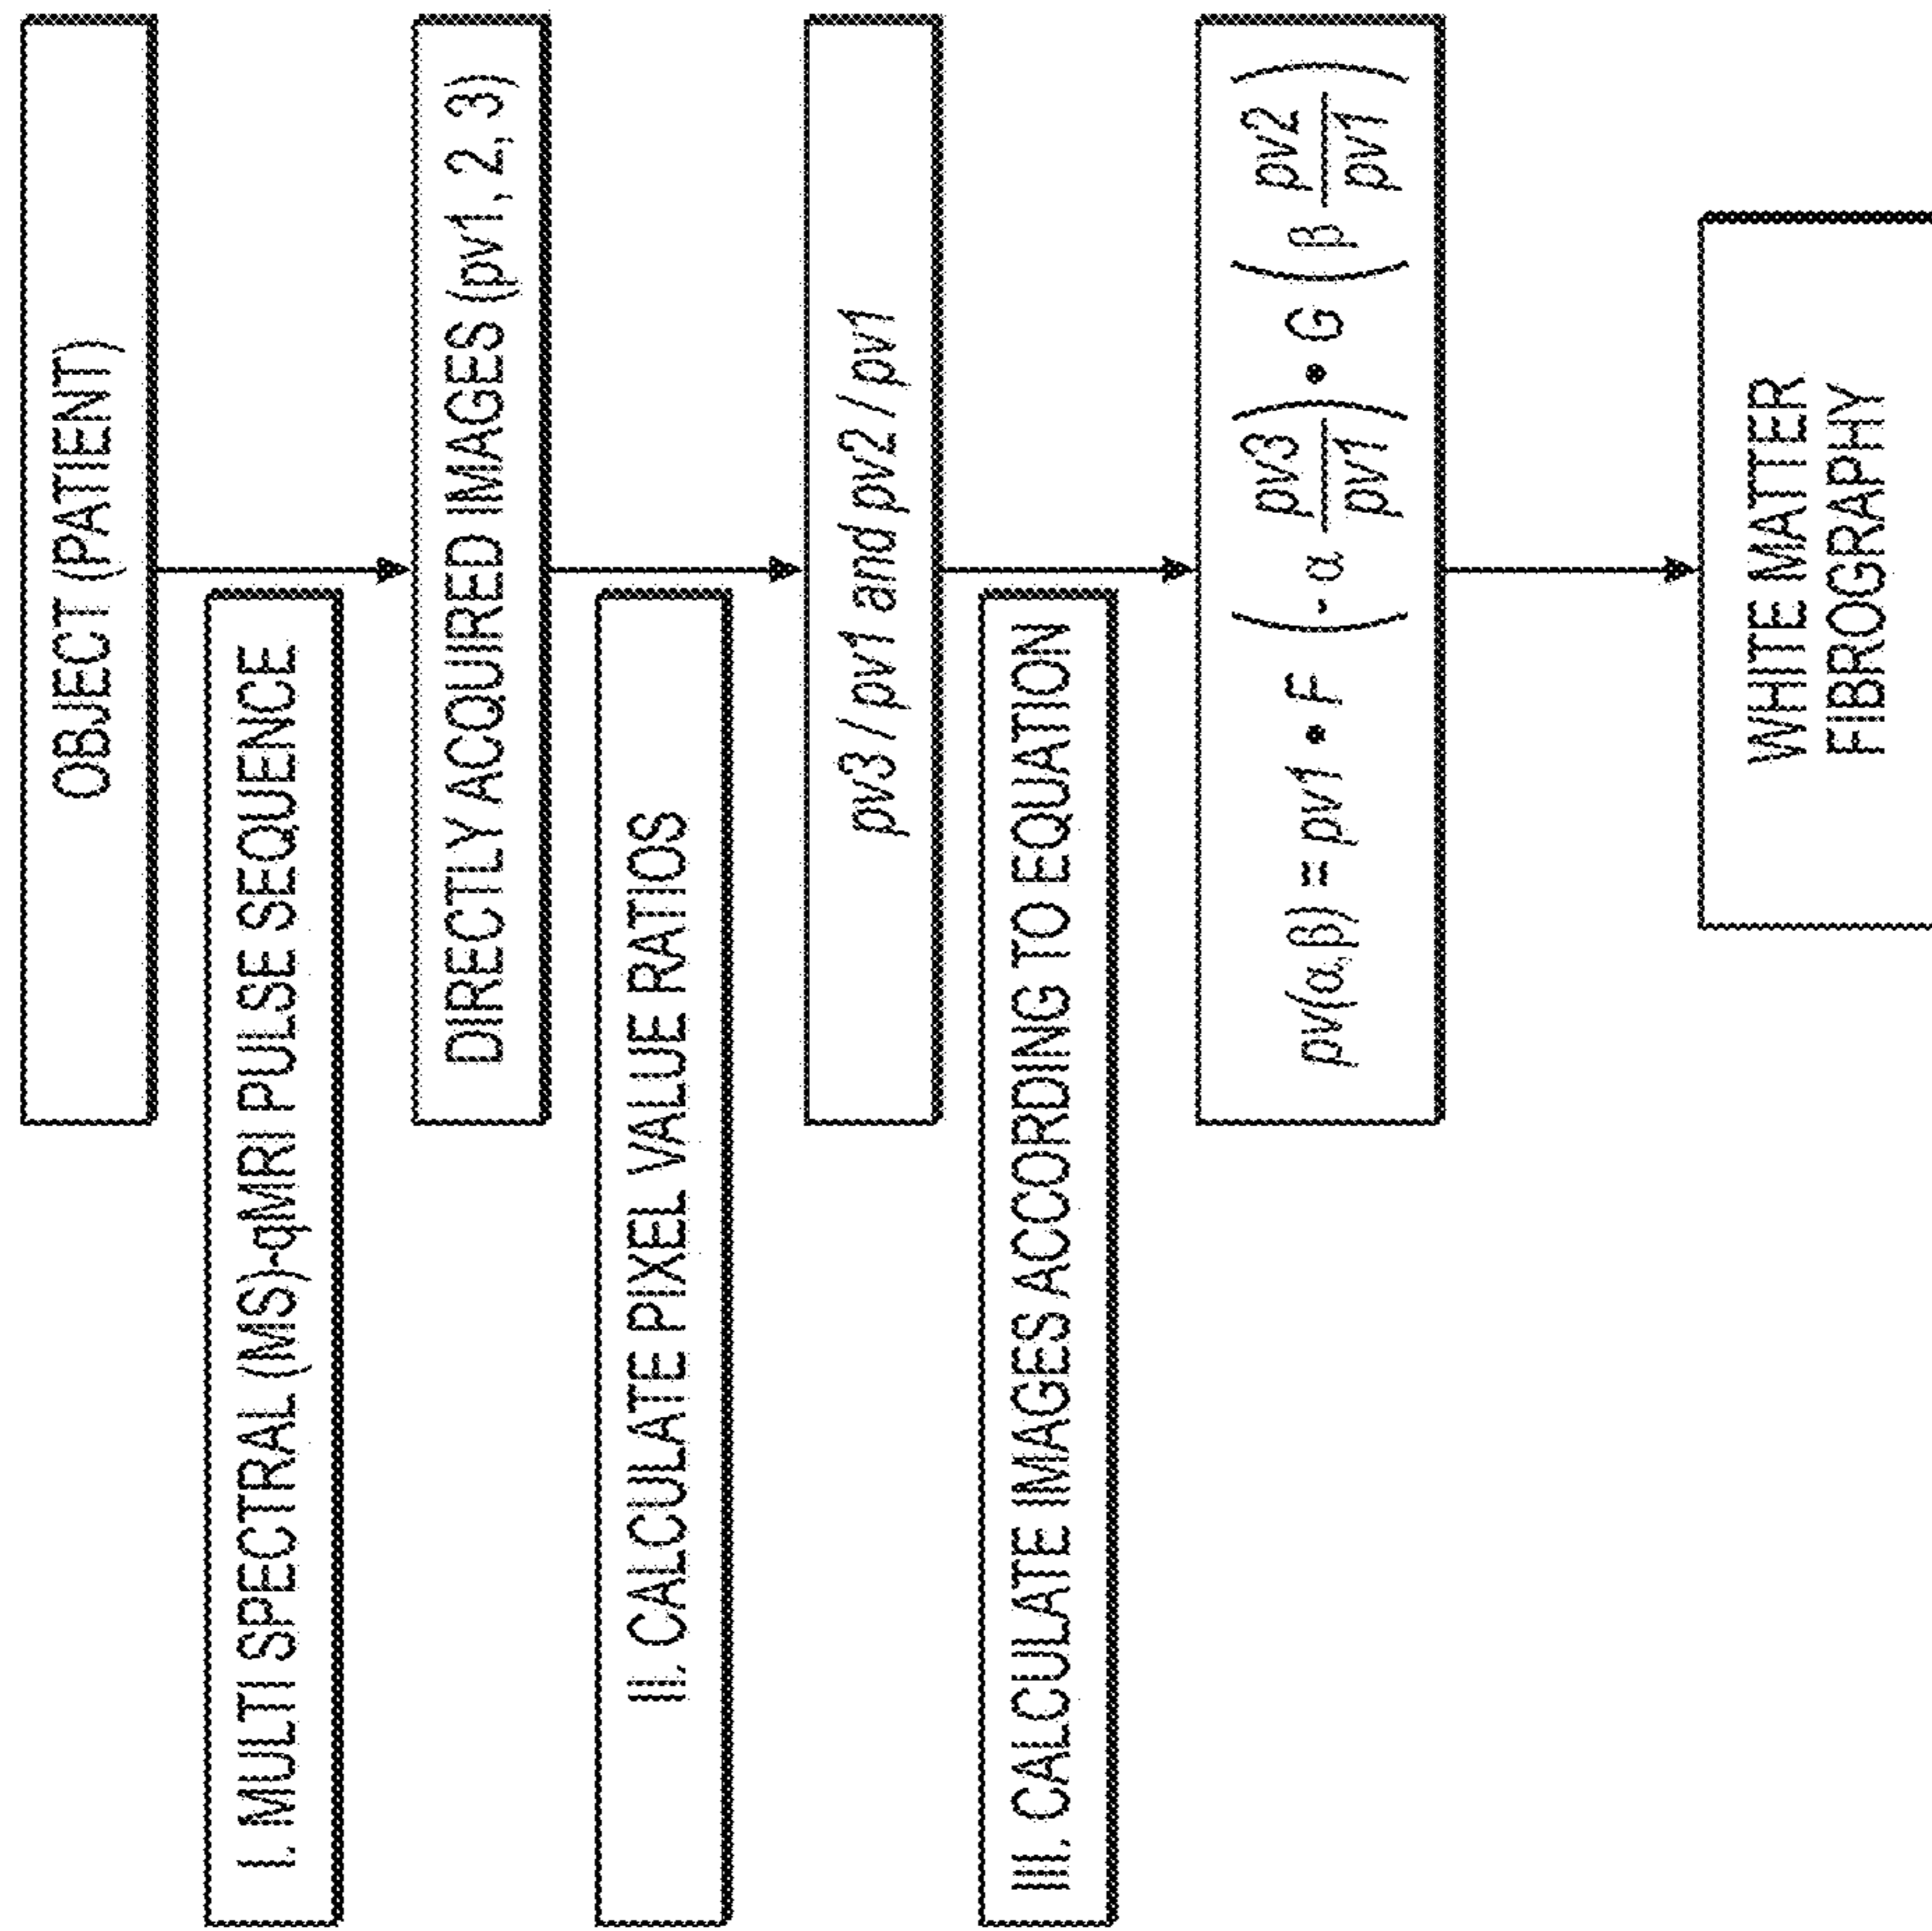 OBJECT (PATIENT)
I. MULTI SPECTRAL (MS)-qMRI PULSE SEQUENCE
DIRECTLY ACQUIRED IMAGES (pv1, 2, 3)
II. CALCULATE PIXEL VALUE RATIOS
pv3 / pv1 and pv2 / pv1
III. CALCULATE IMAGES ACCORDING TO EQUATION
pv(α,β) = pv1 • F (-α pv3/pv1) • G (β pv2/pv1)
WHITE MATTER
FIBROGRAPHY